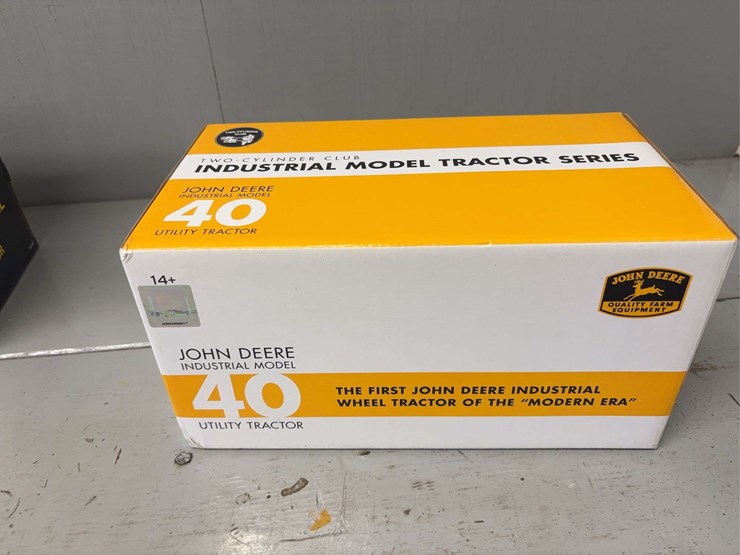 TWO-CYLINDER CLUB
INDUSTRIAL MODEL TRACTOR SERIES
JOHN DEERE
INDUSTRIAL MODEL
40
UTILITY TRACTOR
14+
JOHN DEERE
QUALITY FARM
EQUIPMENT
JOHN DEERE
INDUSTRIAL MODEL
40
UTILITY TRACTOR
THE FIRST JOHN DEERE INDUSTRIAL
WHEEL TRACTOR OF THE "MODERN ERA"